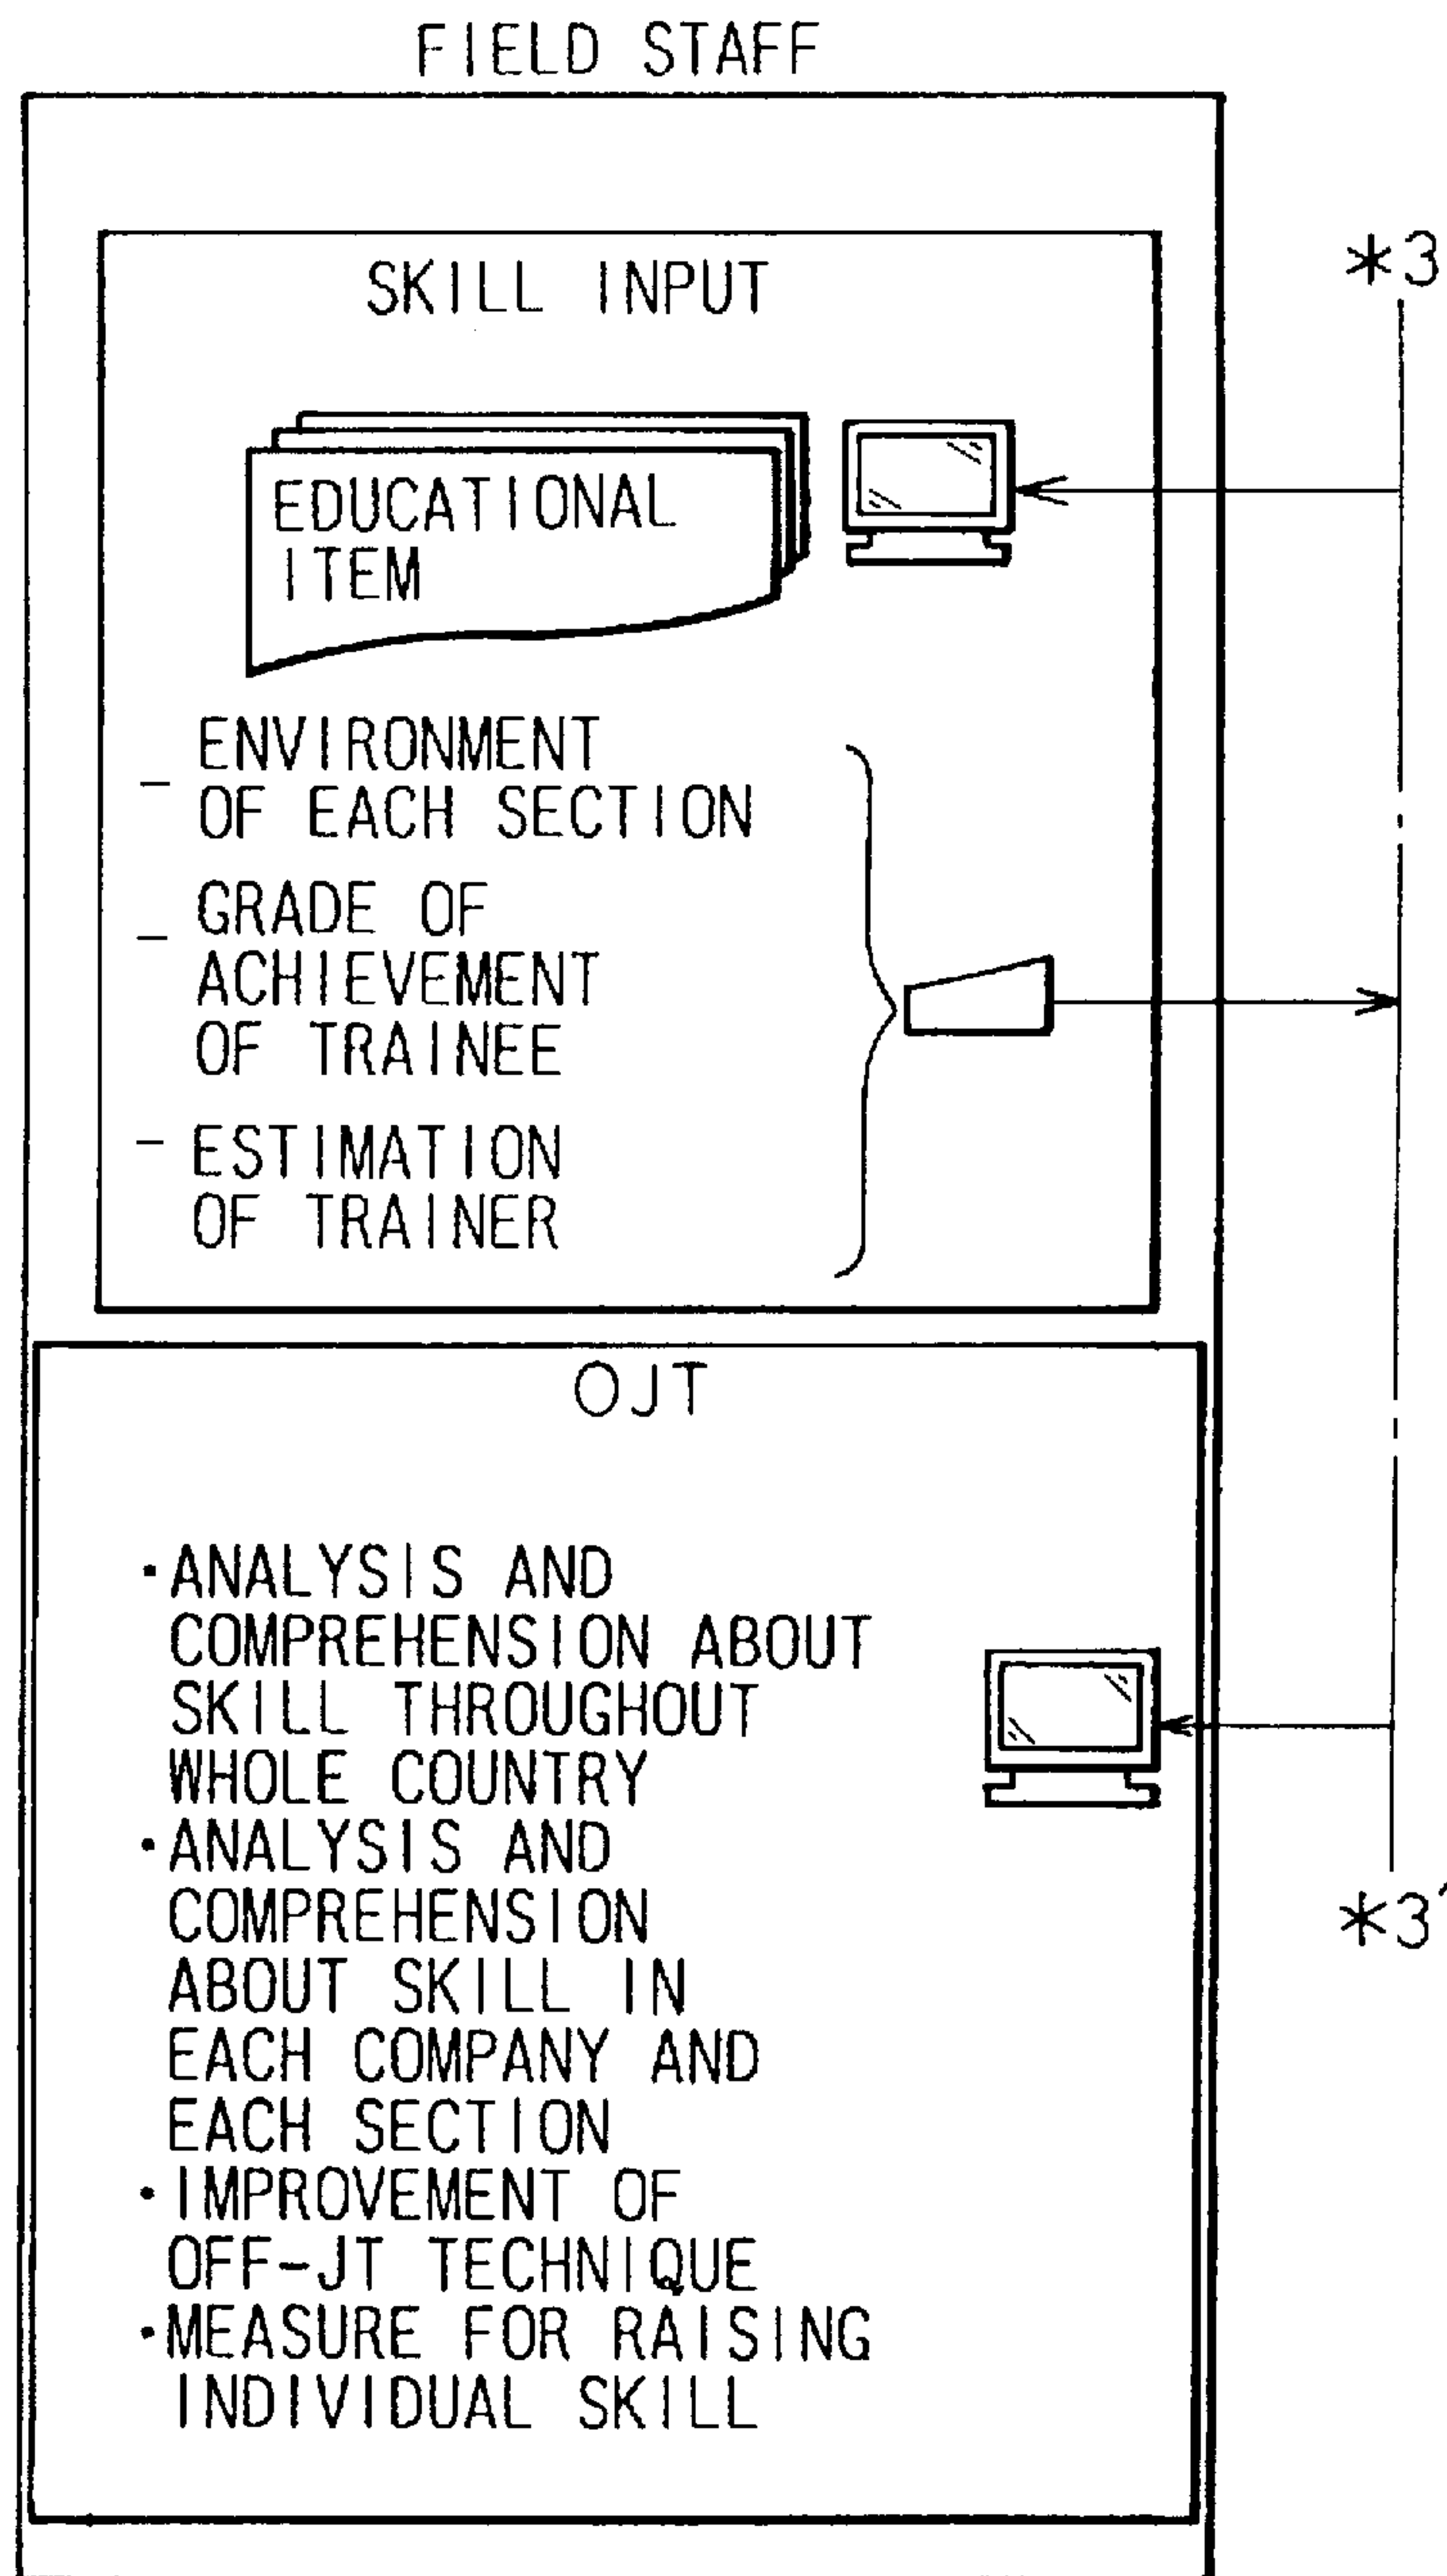 FIELD STAFF
SKILL INPUT
*3
EDUCATIONAL
ITEM
- ENVIRONMENT
OF EACH SECTION
- GRADE OF
ACHIEVEMENT
OF TRAINEE
- ESTIMATION
OF TRAINER
OJT
·ANALYSIS AND
COMPREHENSION ABOUT
SKILL THROUGHOUT
WHOLE COUNTRY
·ANALYSIS AND
COMPREHENSION
ABOUT SKILL IN
EACH COMPANY AND
EACH SECTION
·IMPROVEMENT OF
OFF-JT TECHNIQUE
·MEASURE FOR RAISING
INDIVIDUAL SKILL
*3'